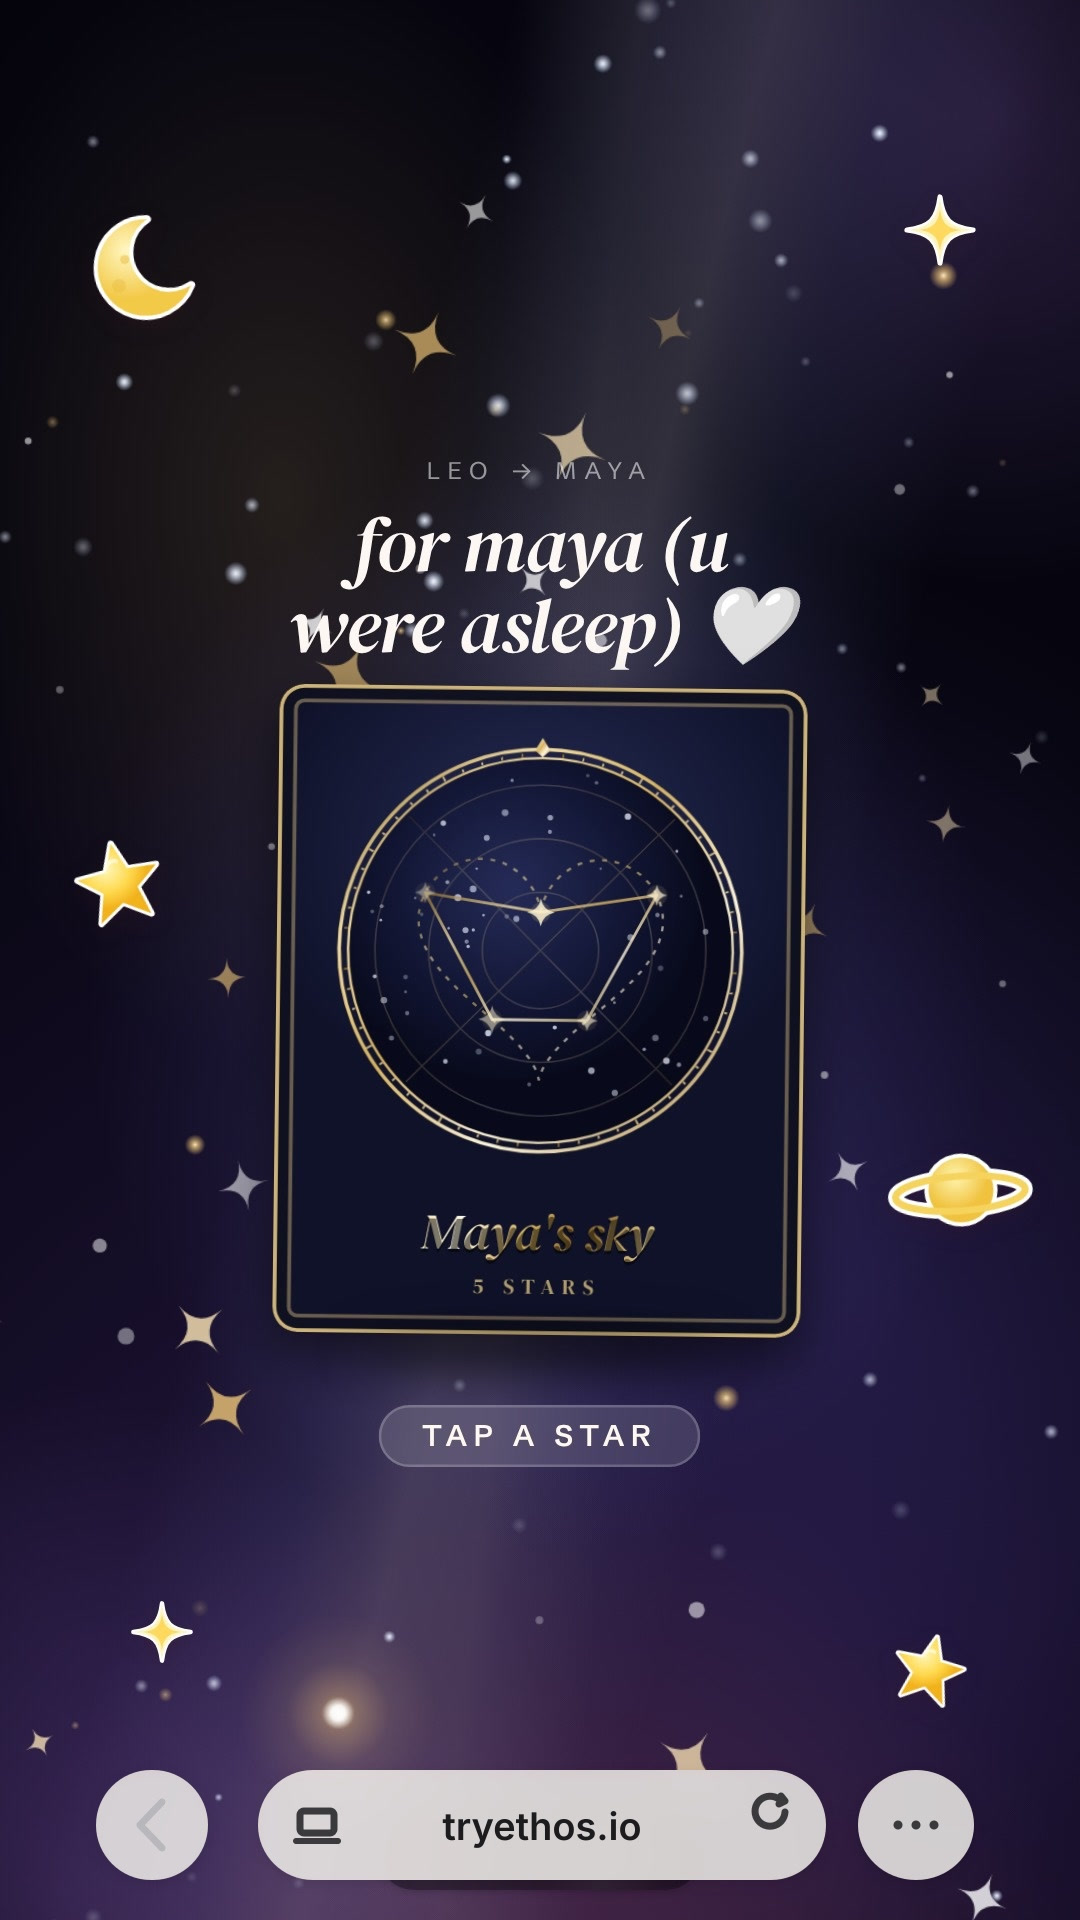 LEO → MAYA
for maya (u
were asleep) 🤍
Maya's sky
5 STARS
TAP A STAR
tryethos.io